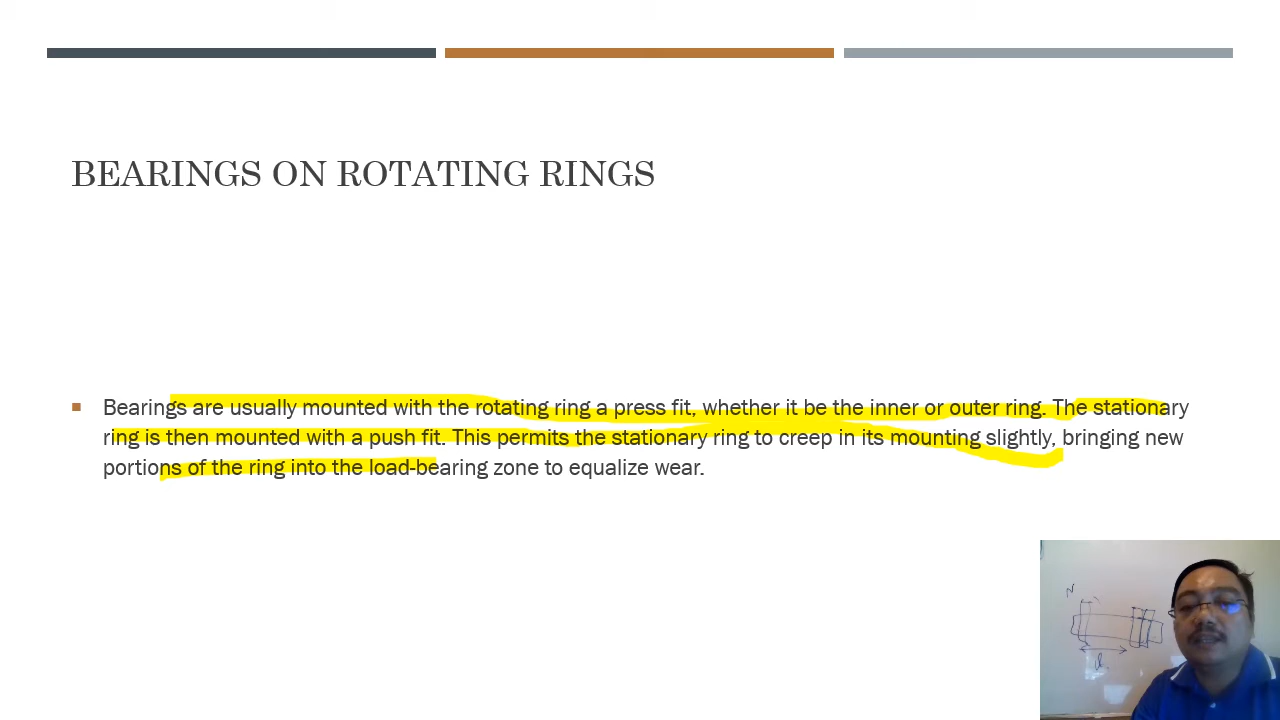 BEARINGS ON ROTATING RINGS
Bearings are usually mounted with the rotating ring a press fit, whether it be the inner or outer ring. The stationary
ring is then mounted with a push fit. This permits the stationary ring to creep in its mounting slightly, bringing new
portions of the ring into the load-bearing zone to equalize wear.
N